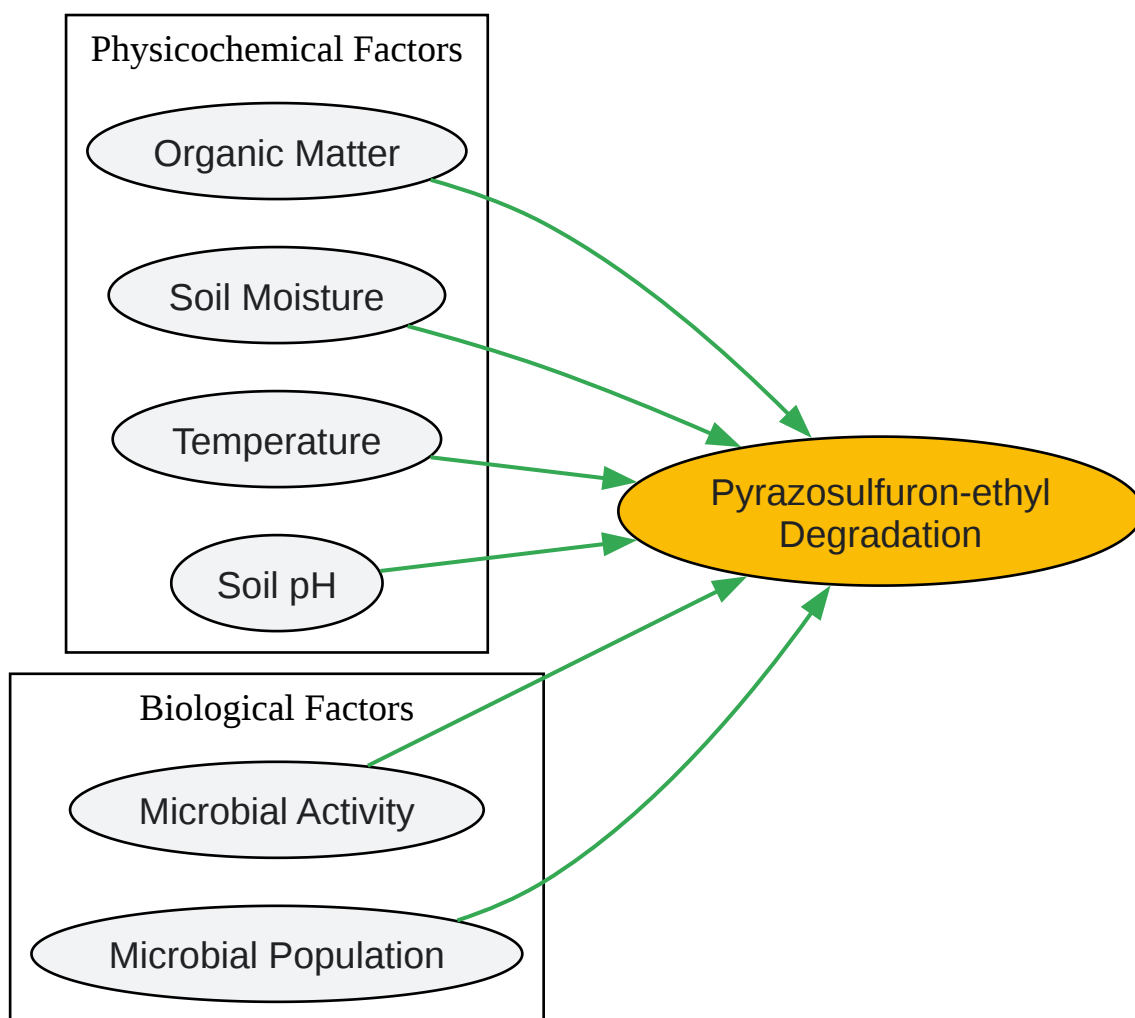 Physicochemical Factors
Organic Matter
Soil Moisture
Temperature
Soil pH
Pyrazosulfuron-ethyl
Degradation
Biological Factors
Microbial Activity
Microbial Population